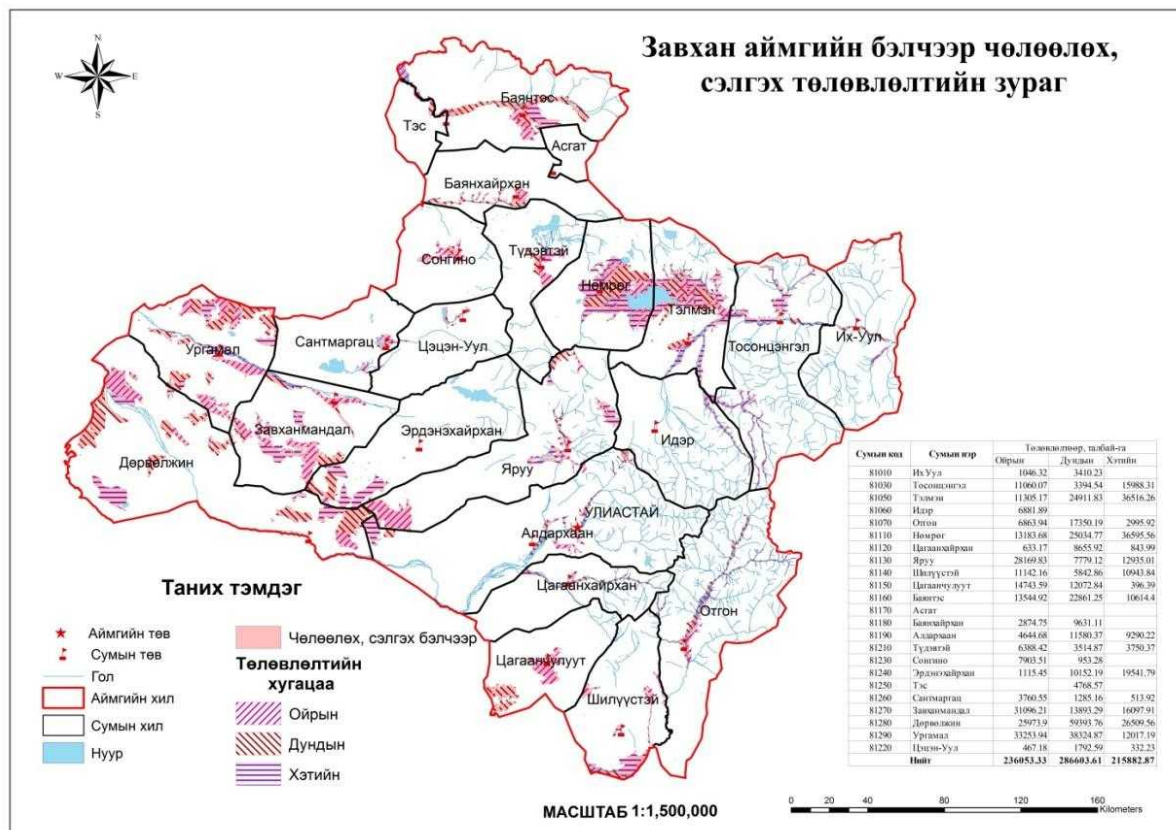 Завхан аймгийн бэлчээр чөлөөлөх,
сэлгэх төлөвлөлтийн зураг
N
W E
S
Баянтэс
Тэс
Асгат
Баянхайрхан
Сонгино
Түдэвтэй
Нөмрөг
Тэлмэн
Тосонцэнгэл
Их-Уул
Ургамал
Сантмаргац
Цэцэн-Уул
Завханмандал
Эрдэнэхайрхан
Идэр
Дөрвөлжин
Яруу
УЛИАСТАЙ
Алдархаан
Цагаанхайрхан
Отгон
Цагаанчулуут
Шилүүстэй
Таних тэмдэг
Аймгийн төв
Сумын төв
Гол
Аймгийн хил
Сумын хил
Нуур
Чөлөөлөх, сэлгэх бэлчээр
Төлөвлөлтийн
хугацаа
Ойрын
Дундын
Хэтийн
Сумын код Сумын нэр Төлөвлөлтөөр, талбай-га
Ойрын Дундын Хэтийн
81010 Их Уул 1046.32 3410.23
81030 Тосонцэнгэл 11060.07 3394.54 15988.31
81050 Тэлмэн 11305.17 24911.83 36516.26
81060 Идэр 6881.89
81070 Отгон 6863.94 17350.19 2995.92
81110 Нөмрөг 13183.68 25034.77 36595.56
81120 Цагаанхайрхан 633.17 8655.92 843.99
81130 Яруу 28169.83 7779.12 12935.01
81140 Шилүүстэй 11142.16 5842.86 10943.84
81150 Цагаанчулуут 14743.59 12072.84 396.39
81160 Баянтэс 13544.92 22861.25 10614.4
81170 Асгат
81180 Баянхайрхан 2874.75 9631.11
81190 Алдархаан 4644.68 11580.37 9290.22
81210 Түдэвтэй 6388.42 3514.87 3750.37
81230 Сонгино 7903.51 953.28
81240 Эрдэнэхайрхан 1115.45 10152.19 19541.79
81250 Тэс 4768.57
81260 Сантмаргац 3760.55 1285.16 513.92
81270 Завханмандал 31096.21 13893.29 16097.91
81280 Дөрвөлжин 25973.9 59393.76 26509.56
81290 Ургамал 33253.94 38324.87 12017.19
81220 Цэцэн-Уул 467.18 1792.59 332.23
Нийт 236053.33 286603.61 215882.87
МАСШТАБ 1:1,500,000
0 20 40 80 120 160
Kilometers